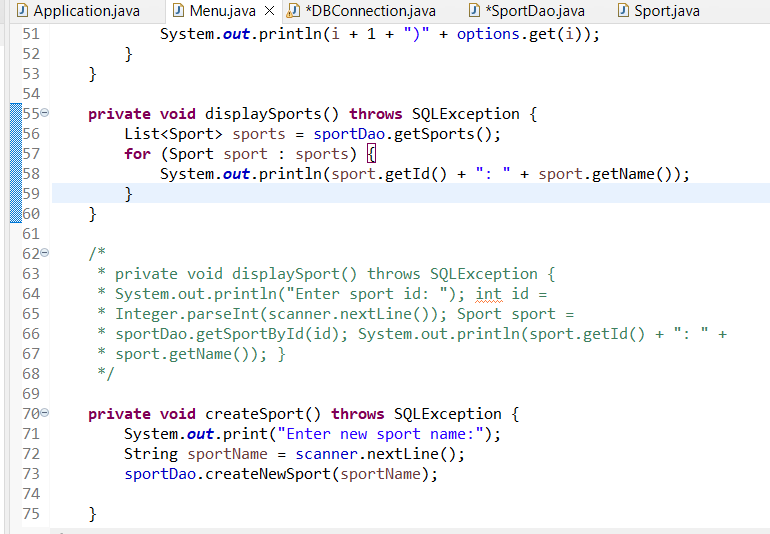 Application.java Menu.java *DBConnection.java *SportDao.java Sport.java
51 System.out.println(i + 1 + ")" + options.get(i));
52 }
53 }
54
55 private void displaySports() throws SQLException {
56 List<Sport> sports = sportDao.getSports();
57 for (Sport sport : sports) {
58 System.out.println(sport.getId() + ": " + sport.getName());
59 }
60 }
61
62 /*
63 * private void displaySport() throws SQLException {
64 * System.out.println("Enter sport id: "); int id =
65 * Integer.parseInt(scanner.nextLine()); Sport sport =
66 * sportDao.getSportById(id); System.out.println(sport.getId() + ": " +
67 * sport.getName()); }
68 */
69
70 private void createSport() throws SQLException {
71 System.out.print("Enter new sport name:");
72 String sportName = scanner.nextLine();
73 sportDao.createNewSport(sportName);
74
75 }